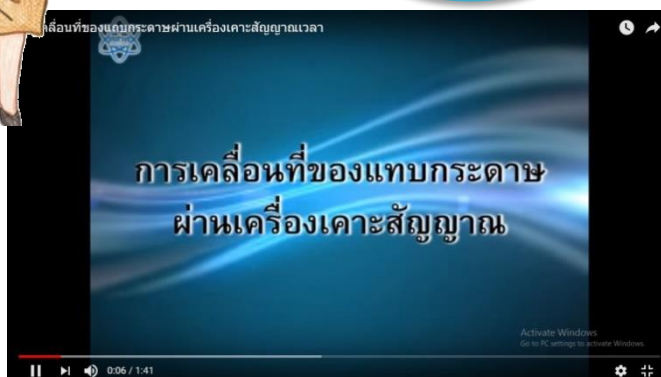 คลื่อนที่ของแถบกระดาษผ่านเครื่องเคาะสัญญาณเวลา
การเคลื่อนที่ของแทบกระดาษ
ผ่านเครื่องเคาะสัญญาณ
Activate Windows
Go to PC settings to activate Windows.
0:06 / 1:41